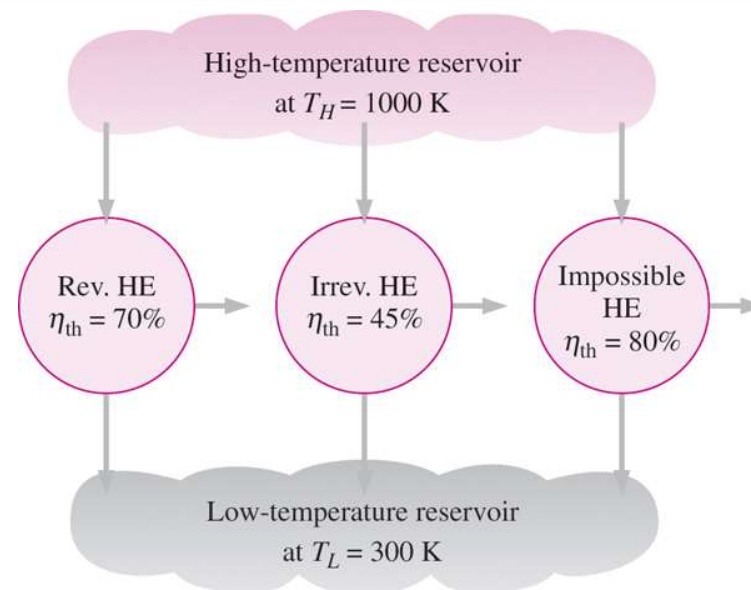 High-temperature reservoir
at T_H = 1000 K
Rev. HE
η_th = 70%
Irrev. HE
η_th = 45%
Impossible
HE
η_th = 80%
Low-temperature reservoir
at T_L = 300 K